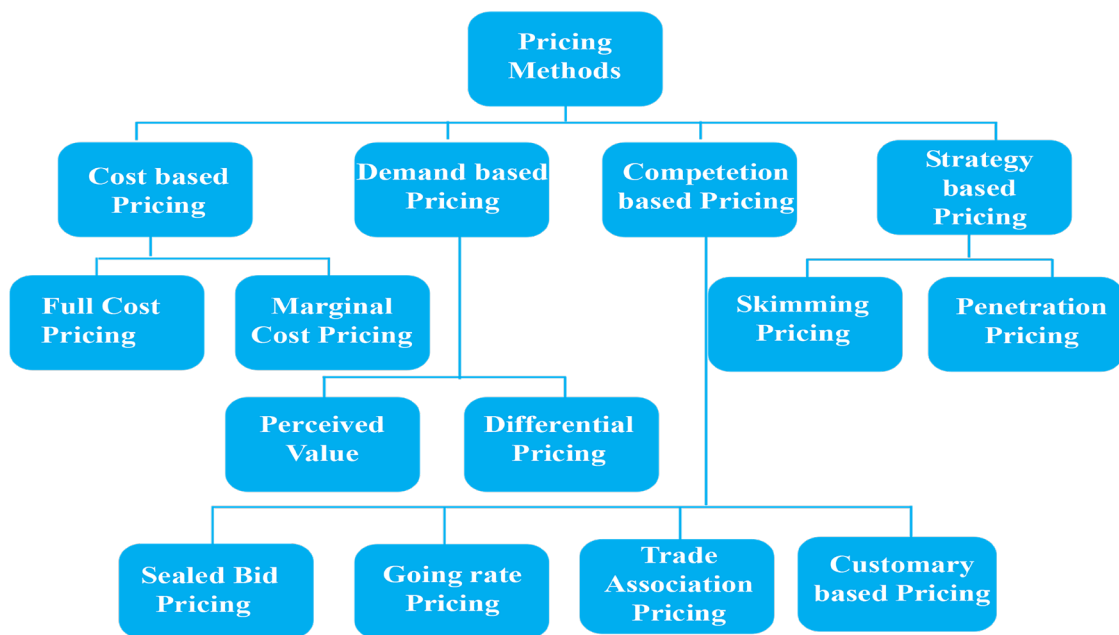 Pricing
Methods
Cost based
Pricing
Demand based
Pricing
Competetion
based Pricing
Strategy
based
Pricing
Full Cost
Pricing
Marginal
Cost Pricing
Skimming
Pricing
Penetration
Pricing
Perceived
Value
Differential
Pricing
Sealed Bid
Pricing
Going rate
Pricing
Trade
Association
Pricing
Customary
based Pricing